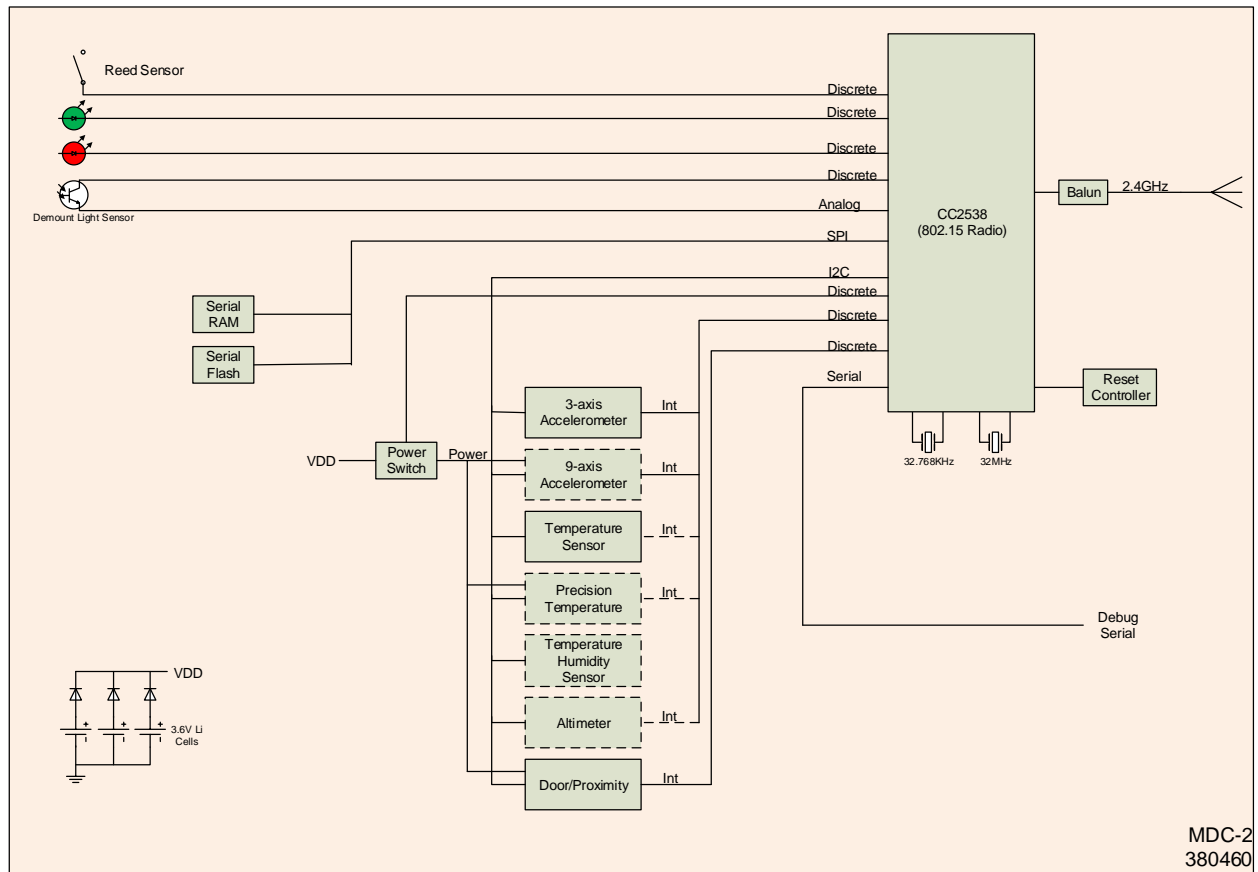 Reed Sensor
Discrete
Discrete
Discrete
Discrete
Demount Light Sensor
Analog
SPI
I2C
Discrete
Discrete
Discrete
Serial
CC2538
(802.15 Radio)
Balun
2.4GHz
Reset
Controller
32.768KHz
32MHz
Serial
RAM
Serial
Flash
3-axis
Accelerometer
Int
VDD
Power
Switch
Power
9-axis
Accelerometer
Int
Temperature
Sensor
Int
Precision
Temperature
Int
Temperature
Humidity
Sensor
Altimeter
Int
Door/Proximity
Int
Debug
Serial
VDD
+
-
+
-
+
-
3.6V Li
Cells
MDC-2
380460